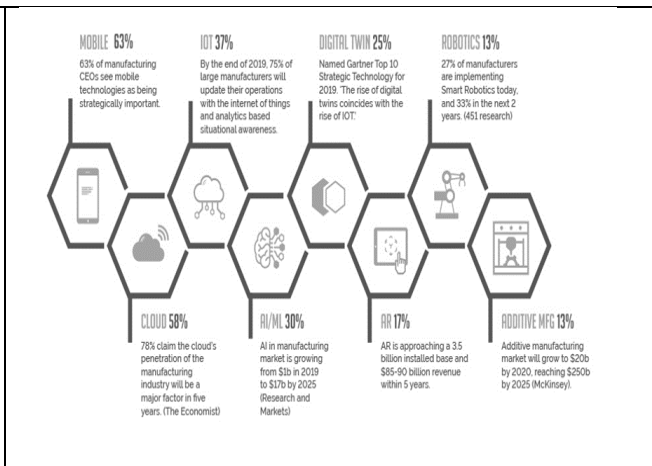 MOBILE 63%
63% of manufacturing
CEOs see mobile
technologies as being
strategically important.
IOT 37%
By the end of 2019, 75% of
large manufacturers will
update their operations
with the internet of things
and analytics based
situational awareness.
DIGITAL TWIN 25%
Named Gartner Top 10
Strategic Technology for
2019. 'The rise of digital
twins coincides with the
rise of IOT.'
ROBOTICS 13%
27% of manufacturers
are implementing
Smart Robotics today,
and 33% in the next 2
years. (451 research)
CLOUD 58%
78% claim the cloud's
penetration of the
manufacturing
industry will be a
major factor in five
years. (The Economist)
AI/ML 30%
AI in manufacturing
market is growing
from $1b in 2019
to $17b by 2025
(Research and
Markets)
AR 17%
AR is approaching a 3.5
billion installed base and
$85-90 billion revenue
within 5 years.
ADDITIVE MFG 13%
Additive manufacturing
market will grow to $20b
by 2020, reaching $250b
by 2025 (McKinsey).